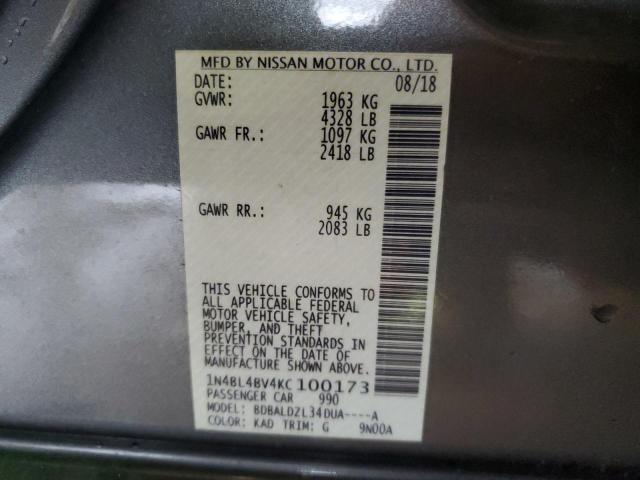 MFD BY NISSAN MOTOR CO., LTD.
DATE: 08/18
GVWR: 1963 KG
4328 LB
GAWR FR.: 1097 KG
2418 LB
GAWR RR.: 945 KG
2083 LB
THIS VEHICLE CONFORMS TO
ALL APPLICABLE FEDERAL
MOTOR VEHICLE SAFETY,
BUMPER, AND THEFT
PREVENTION STANDARDS IN
EFFECT ON THE DATE OF
MANUFACTURE SHOWN ABOVE.
1N4BL4BV4KC100173
PASSENGER CAR 990
MODEL: BDBALDZL34DUA----A
COLOR: KAD TRIM: G 9N00A